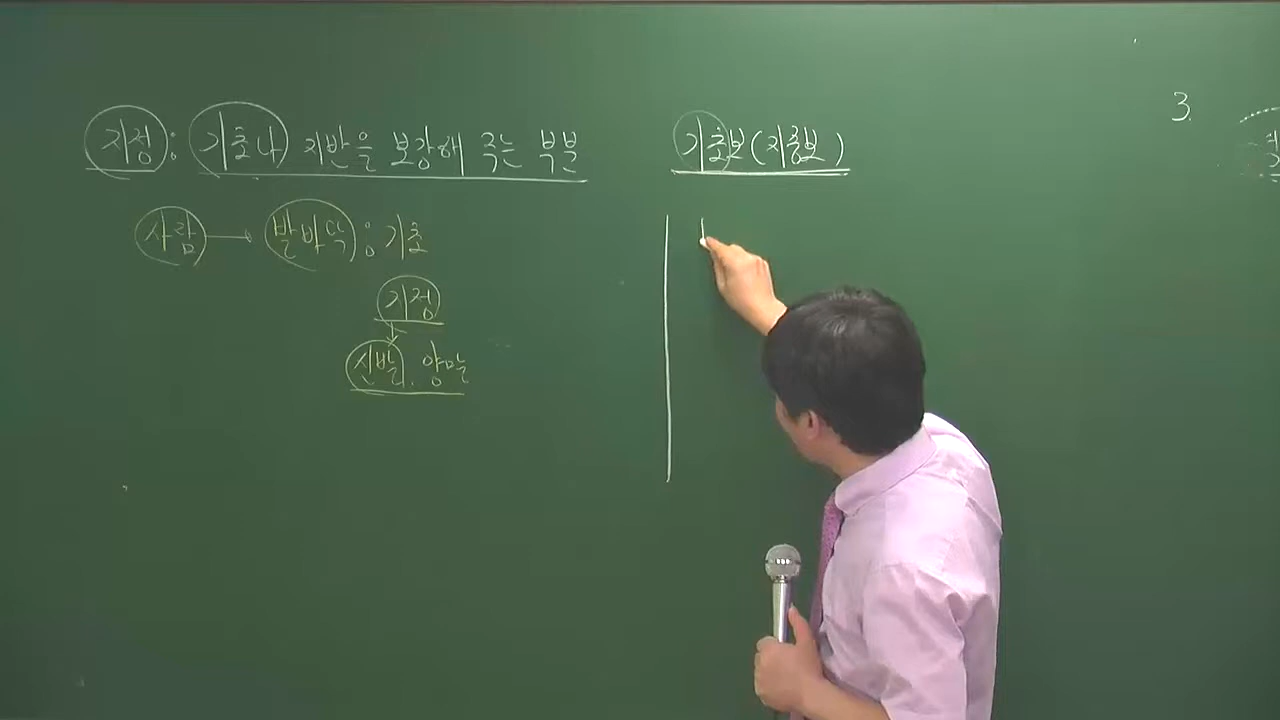 지정: 기초나 지반을 보강해 주는 부분
사람 → 발바닥 : 기초
지정
신발, 양말
기초보(지중보)
3.